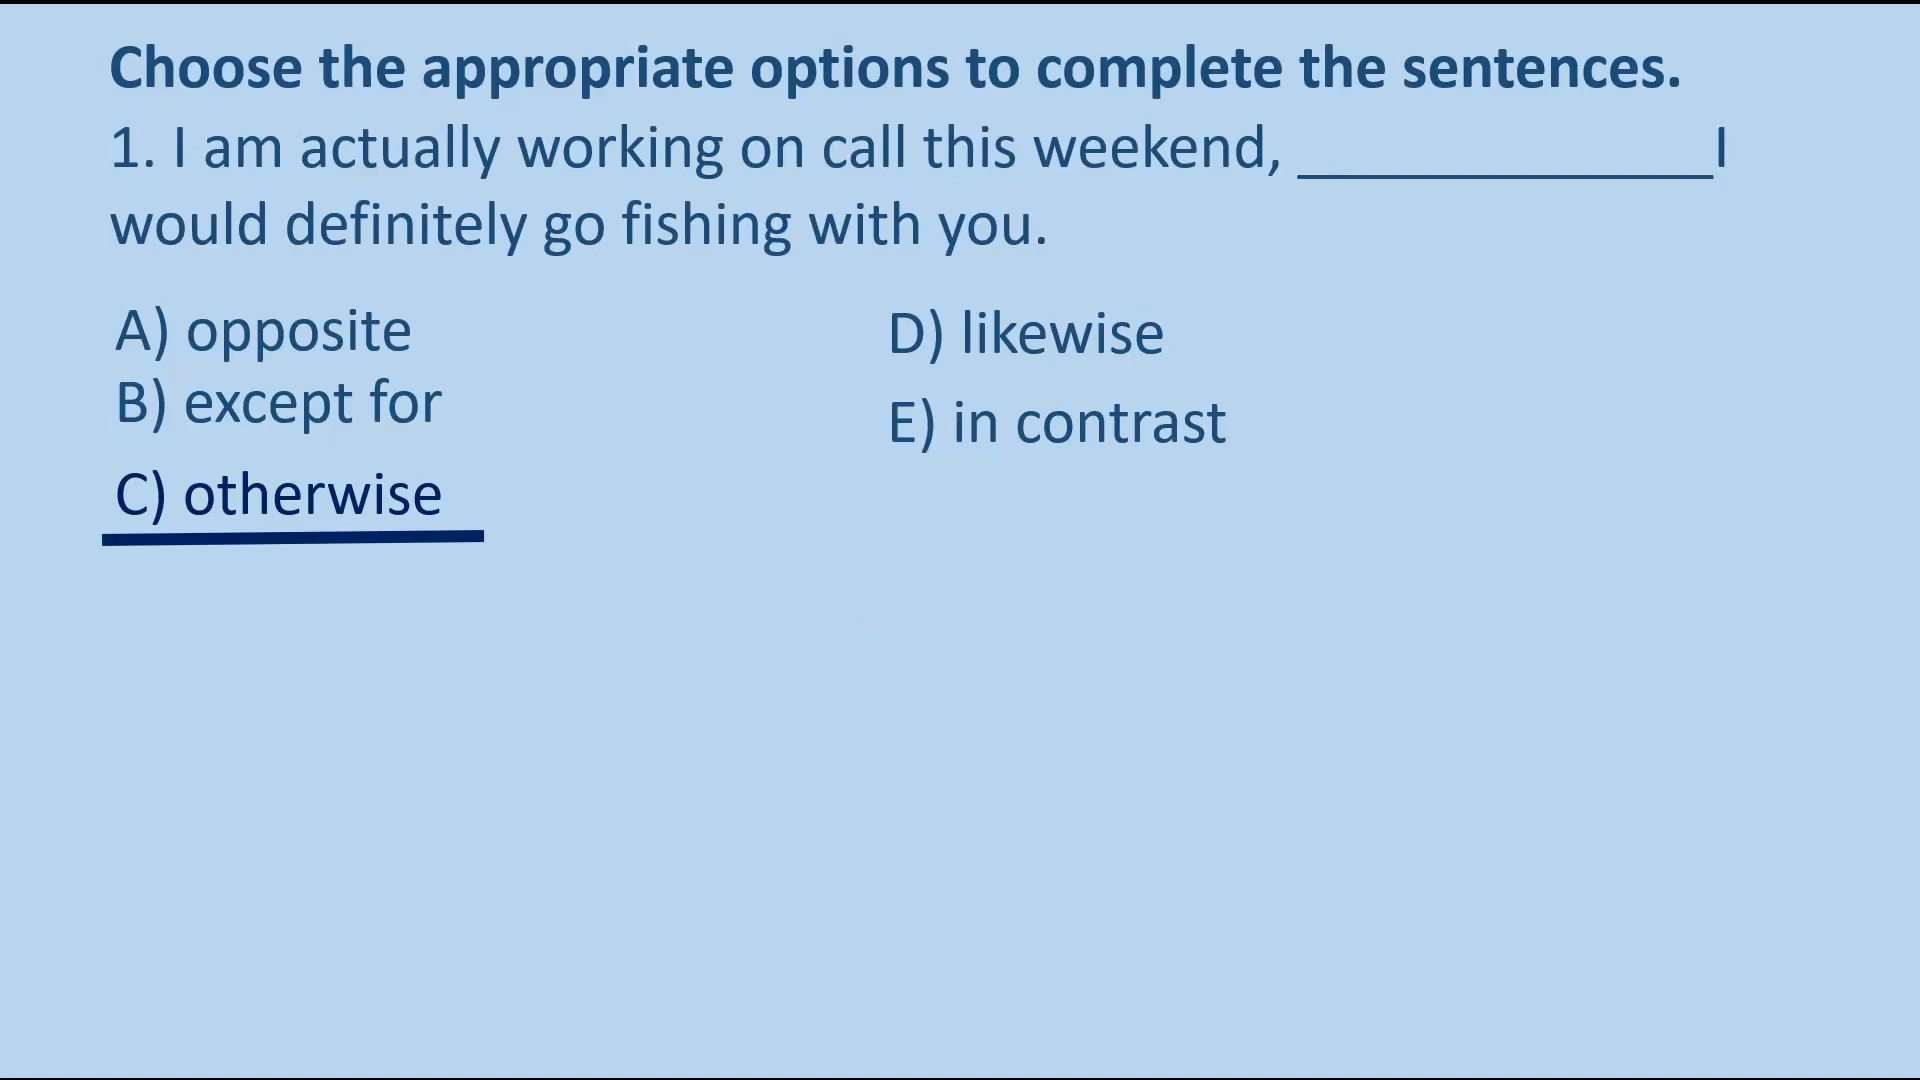 Choose the appropriate options to complete the sentences.
1. I am actually working on call this weekend, _____________I
would definitely go fishing with you.
A) opposite
B) except for
C) otherwise
D) likewise
E) in contrast